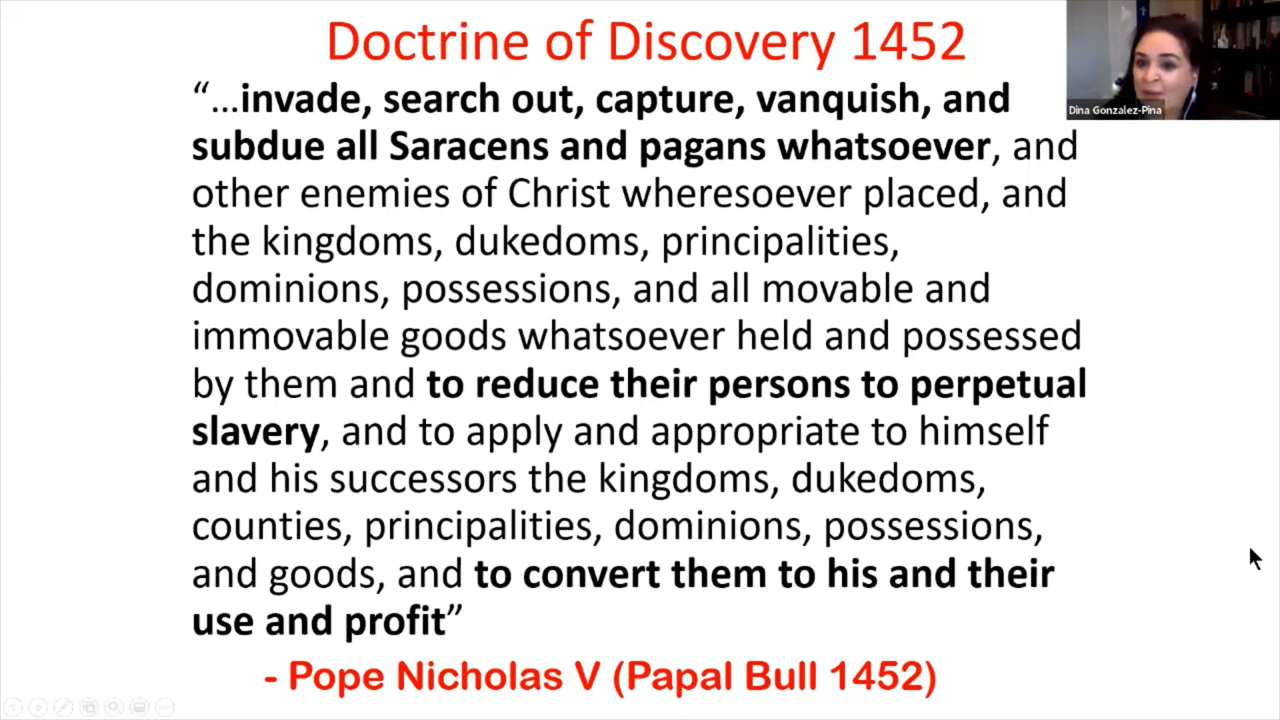 Doctrine of Discovery 1452
“...invade, search out, capture, vanquish, and
subdue all Saracens and pagans whatsoever, and
other enemies of Christ wheresoever placed, and
the kingdoms, dukedoms, principalities,
dominions, possessions, and all movable and
immovable goods whatsoever held and possessed
by them and to reduce their persons to perpetual
slavery, and to apply and appropriate to himself
and his successors the kingdoms, dukedoms,
counties, principalities, dominions, possessions,
and goods, and to convert them to his and their
use and profit”
- Pope Nicholas V (Papal Bull 1452)
Dina Gonzalez-Pina